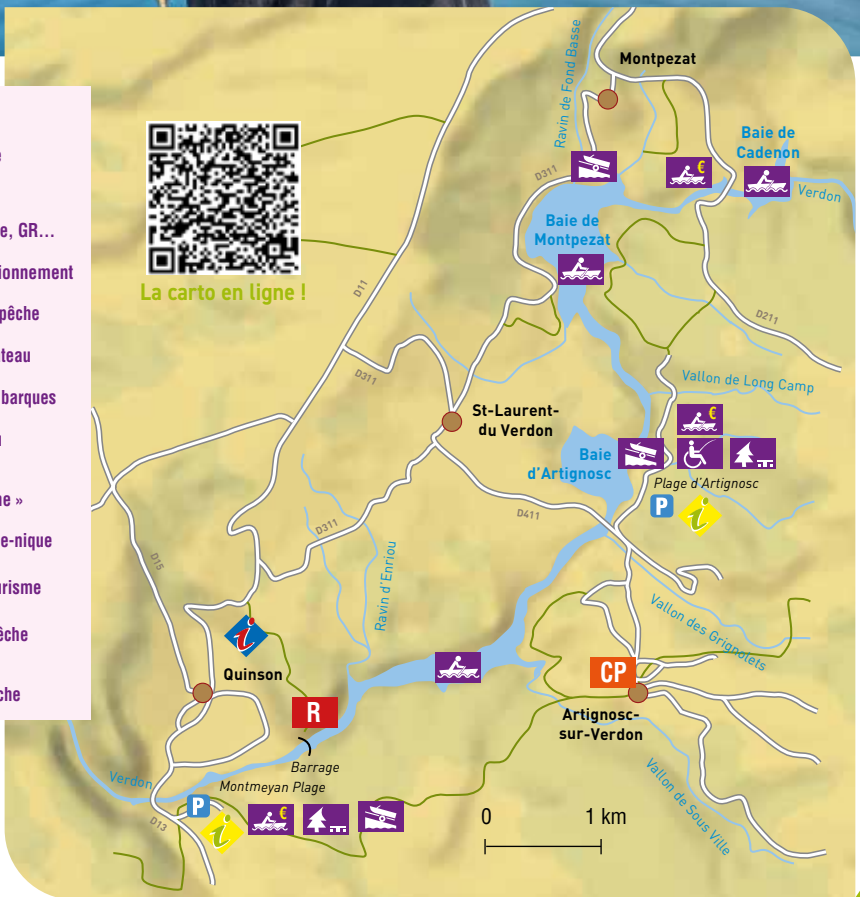 e
e, GR...
ionnement
pêche
teau
barques
ne »
e-nique
urisme
êche
che
La carto en ligne !
Montpezat
Ravin de Fond Basse
Baie de
Cadenon
D311
€
Verdon
Baie de
Montpezat
D11
D211
D311
Vallon de Long Camp
St-Laurent-
du Verdon
€
Baie
d'Artignosc
Plage d'Artignosc
P
i
D411
D311
D15
Ravin d'Enriou
Vallon des Grignolets
i
Quinson
CP
R
Artignosc-
sur-Verdon
Barrage
Verdon
Montmeyan Plage
P
i
€
D13
Vallon de Sous Ville
0 1 km